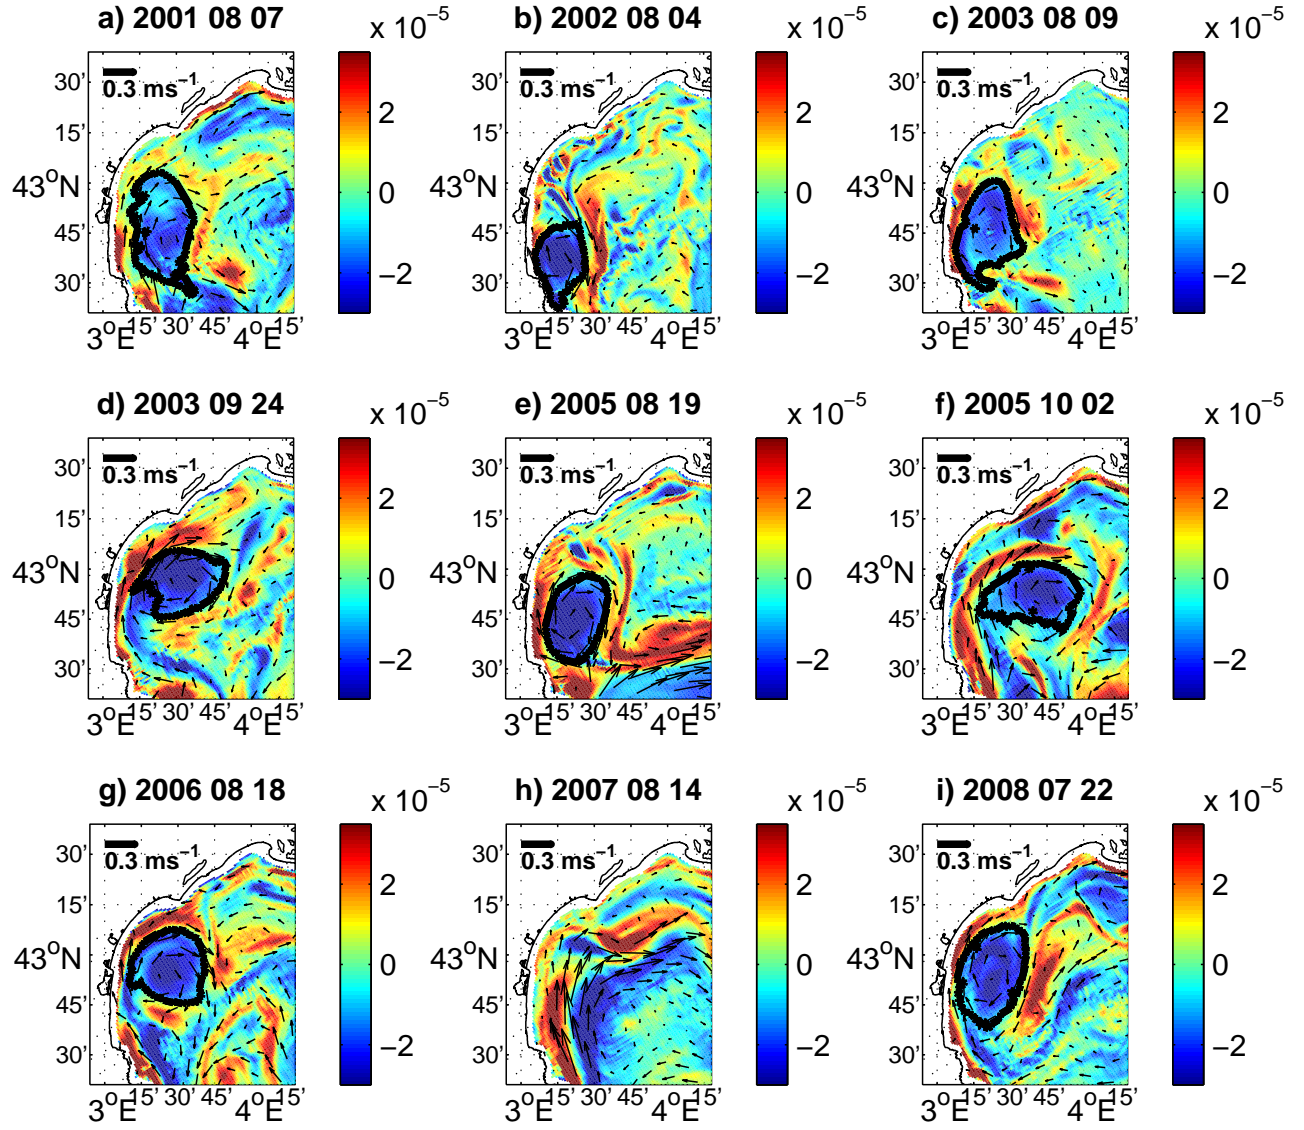 a) 2001 08 07
x 10⁻⁵
b) 2002 08 04
x 10⁻⁵
c) 2003 08 09
x 10⁻⁵
30'
0.3 ms⁻¹
15'
43°N
45'
30'
3°E 15' 30' 45' 4°E 15'
2
0
−2
30'
0.3 ms⁻¹
15'
43°N
45'
30'
3°E 15' 30' 45' 4°E 15'
2
0
−2
30'
0.3 ms⁻¹
15'
43°N
45'
30'
3°E 15' 30' 45' 4°E 15'
2
0
−2
d) 2003 09 24
x 10⁻⁵
e) 2005 08 19
x 10⁻⁵
f) 2005 10 02
x 10⁻⁵
30'
0.3 ms⁻¹
15'
43°N
45'
30'
3°E 15' 30' 45' 4°E 15'
2
0
−2
30'
0.3 ms⁻¹
15'
43°N
45'
30'
3°E 15' 30' 45' 4°E 15'
2
0
−2
30'
0.3 ms⁻¹
15'
43°N
45'
30'
3°E 15' 30' 45' 4°E 15'
2
0
−2
g) 2006 08 18
x 10⁻⁵
h) 2007 08 14
x 10⁻⁵
i) 2008 07 22
x 10⁻⁵
30'
0.3 ms⁻¹
15'
43°N
45'
30'
3°E 15' 30' 45' 4°E 15'
2
0
−2
30'
0.3 ms⁻¹
15'
43°N
45'
30'
3°E 15' 30' 45' 4°E 15'
2
0
−2
30'
0.3 ms⁻¹
15'
43°N
45'
30'
3°E 15' 30' 45' 4°E 15'
2
0
−2